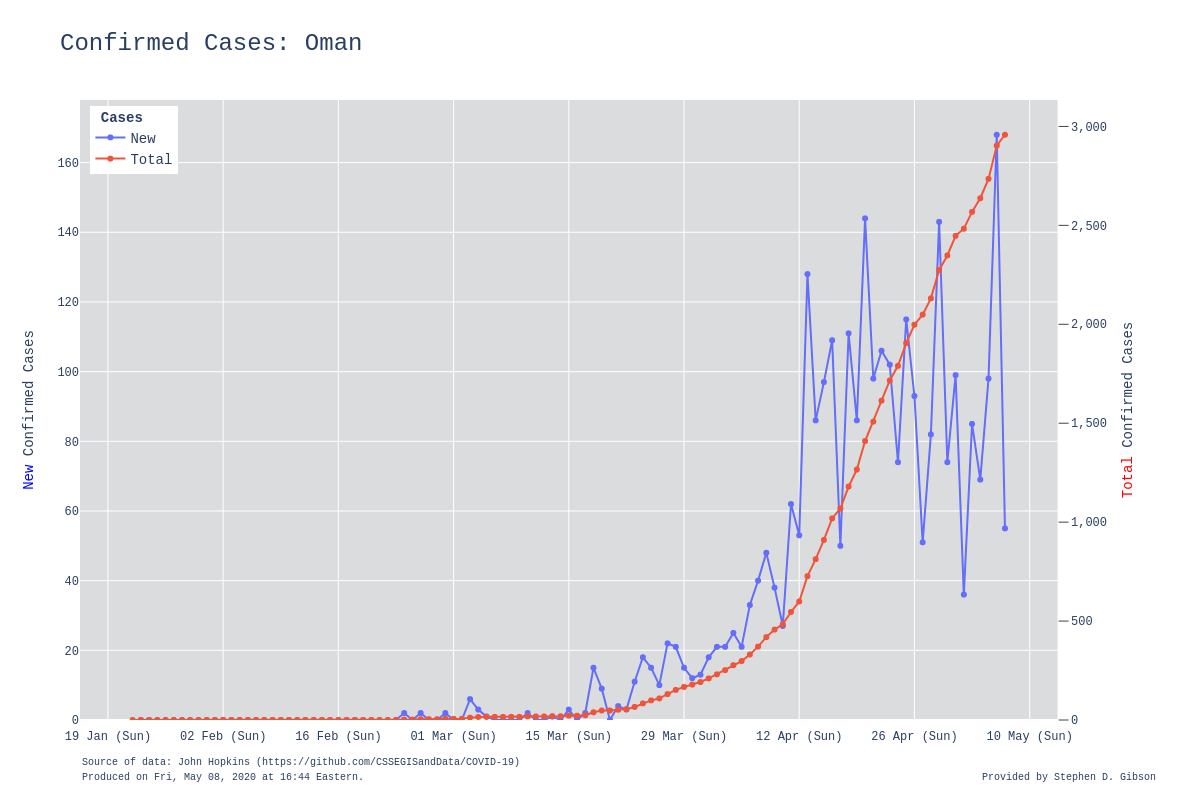 Confirmed Cases: Oman
Cases
New
Total
160
140
120
100
80
60
40
20
0
3,000
2,500
2,000
1,500
1,000
500
0
New Confirmed Cases
Total Confirmed Cases
19 Jan (Sun)
02 Feb (Sun)
16 Feb (Sun)
01 Mar (Sun)
15 Mar (Sun)
29 Mar (Sun)
12 Apr (Sun)
26 Apr (Sun)
10 May (Sun)
Source of data: John Hopkins (https://github.com/CSSEGISandData/COVID-19)
Produced on Fri, May 08, 2020 at 16:44 Eastern.
Provided by Stephen D. Gibson